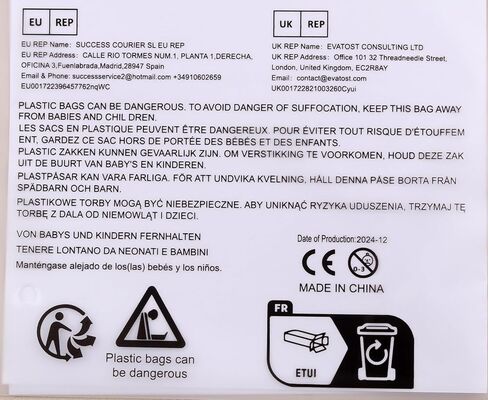 EU REP
UK REP
EU REP Name: SUCCESS COURIER SL EU REP
EU REP Address: CALLE RIO TORMES NUM.1, PLANTA 1,DERECHA,
OFICINA 3,Fuenlabrada,Madrid,28947 Spain
Email & Phone: successservice2@hotmail.com +34910602659
EU001722396457762nqWC
UK REP Name: EVATOST CONSULTING LTD
UK REP Address: Office 101 32 Threadneedle Street,
London, United Kingdom, EC2R8AY
Email: contact@evatost.com
UK001722821003260Cyui
PLASTIC BAGS CAN BE DANGEROUS. TO AVOID DANGER OF SUFFOCATION, KEEP THIS BAG AWAY
FROM BABIES AND CHIL DREN.
LES SACS EN PLASTIQUE PEUVENT ÊTRE DANGEREUX. POUR ÉVITER TOUT RISQUE D'ÉTOUFFEM
ENT, GARDEZ CE SAC HORS DE PORTÉE DES BÉBÉS ET DES ENFANTS.
PLASTIC ZAKKEN KUNNEN GEVAARLIJK ZIJN. OM VERSTIKKING TE VOORKOMEN, HOUD DEZE ZAK
UIT DE BUURT VAN BABY'S EN KINDEREN.
PLASTPÅSAR KAN VARA FARLIGA. FÖR ATT UNDVIKA KVELNING, HÅLL DENNA PÅSE BORTA FRÅN
SPÄDBARN OCH BARN.
PLASTIKOWE TORBY MOGĄ BYĆ NIEBEZPIECZNE. ABY UNIKNĄĆ RYZYKA UDUSZENIA, TRZYMAJ TĘ
TORBĘ Z DALA OD NIEMOWLĄT I DZIECI.
VON BABYS UND KINDERN FERNHALTEN
TENERE LONTANO DA NEONATI E BAMBINI
Manténgase alejado de los(las) bebés y los niños.
Date of Production:2024-12
CE
0-3
MADE IN CHINA
Plastic bags can
be dangerous
FR
ETUI